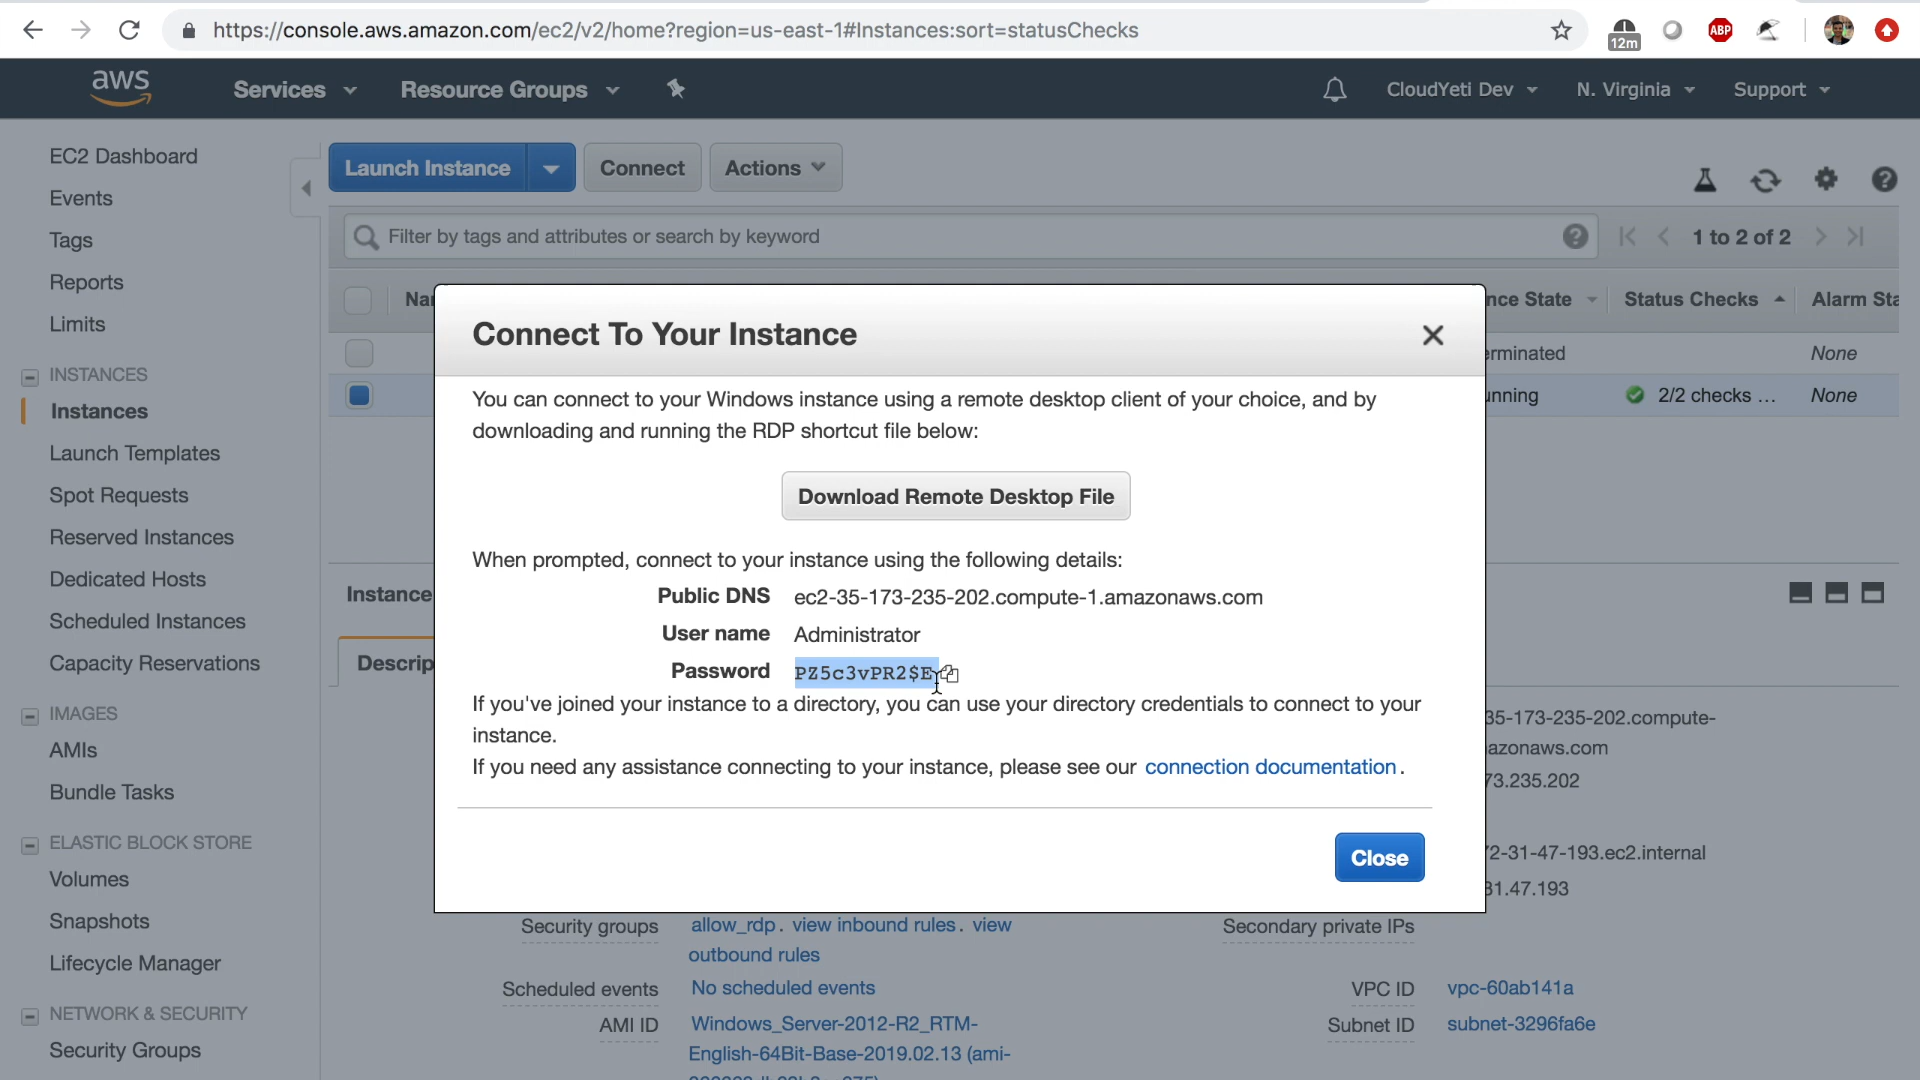 https://console.aws.amazon.com/ec2/v2/home?region=us-east-1#Instances:sort=statusChecks
12m
ABP
aws
Services
Resource Groups
CloudYeti Dev
N. Virginia
Support
EC2 Dashboard
Events
Tags
Reports
Limits
INSTANCES
Instances
Launch Templates
Spot Requests
Reserved Instances
Dedicated Hosts
Scheduled Instances
Capacity Reservations
IMAGES
AMIs
Bundle Tasks
ELASTIC BLOCK STORE
Volumes
Snapshots
Lifecycle Manager
NETWORK & SECURITY
Security Groups
Launch Instance
Connect
Actions
Filter by tags and attributes or search by keyword
1 to 2 of 2
Nar
nce State
Status Checks
Alarm Sta
erminated
None
unning
2/2 checks ...
None
Connect To Your Instance
You can connect to your Windows instance using a remote desktop client of your choice, and by
downloading and running the RDP shortcut file below:
Download Remote Desktop File
When prompted, connect to your instance using the following details:
Public DNS ec2-35-173-235-202.compute-1.amazonaws.com
User name Administrator
Password
If you've joined your instance to a directory, you can use your directory credentials to connect to your
instance.
If you need any assistance connecting to your instance, please see our connection documentation.
Close
Instance
Descrip
35-173-235-202.compute-
azonaws.com
73.235.202
72-31-47-193.ec2.internal
31.47.193
Security groups allow_rdp. view inbound rules. view
outbound rules
Secondary private IPs
Scheduled events No scheduled events
VPC ID vpc-60ab141a
AMI ID Windows_Server-2012-R2_RTM-
English-64Bit-Base-2019.02.13 (ami-
Subnet ID subnet-3296fa6e